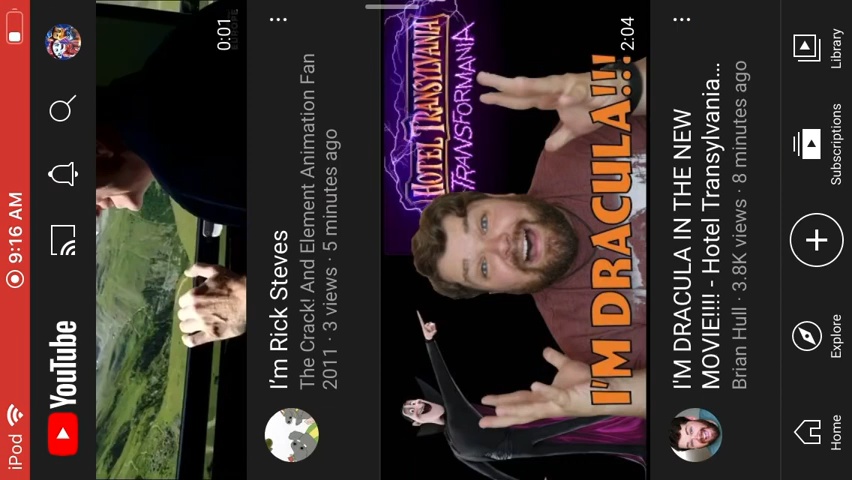 iPod 9:16 AM
YouTube
0:01
I'm Rick Steves
The Crack! And Element Animation Fan
2011 · 3 views · 5 minutes ago
HOTEL TRANSYLVANIA
TRANSFORMANIA
I'M DRACULA!!!
2:04
I'M DRACULA IN THE NEW
MOVIE!!!! - Hotel Transylvania...
Brian Hull · 3.8K views · 8 minutes ago
Home
Explore
Subscriptions
Library